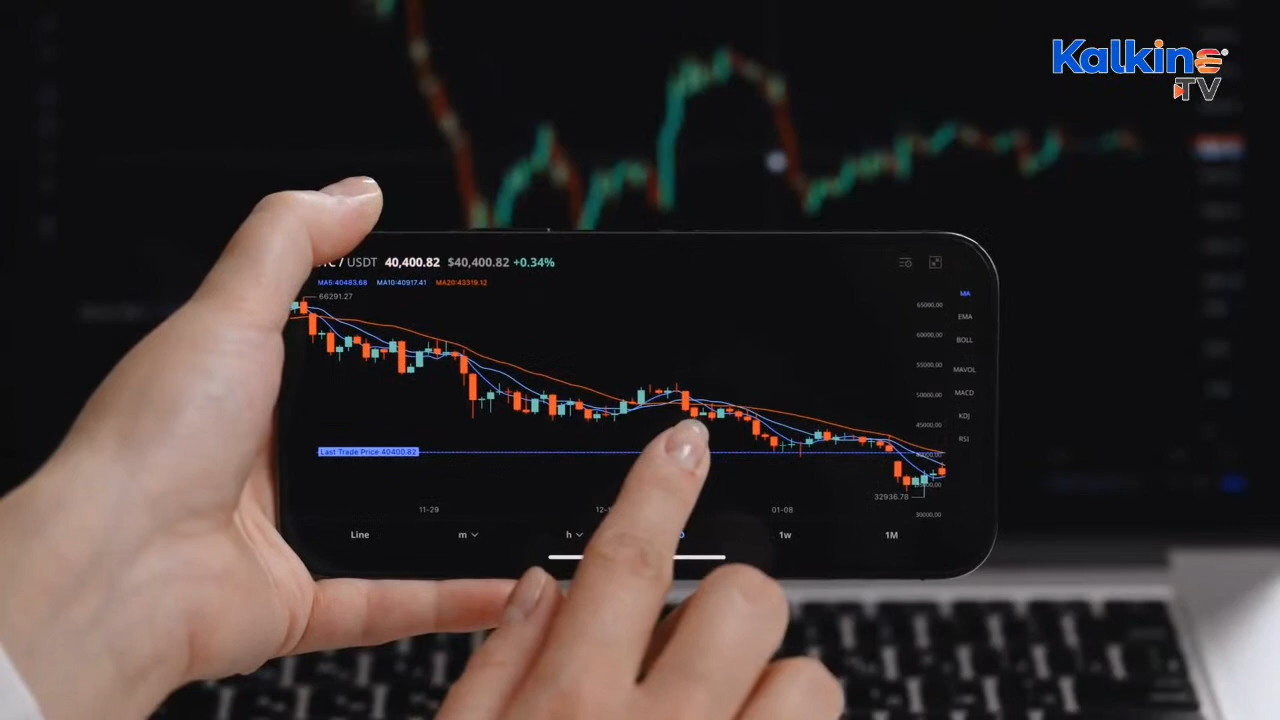 Kalkine
TV
/ USDT 40,400.82 $40,400.82 +0.34%
MA5:40483.68 MA10:40917.41 MA20:43319.12
66291.27
MA
65000,00
EMA
60000,00
BOLL
55000,00
MAVOL
50000,00
MACD
KDJ
45000,00
RSI
Last Trade Price 40400.82
32936.78
11-29
01-08
30000,00
Line m h D 1w 1M